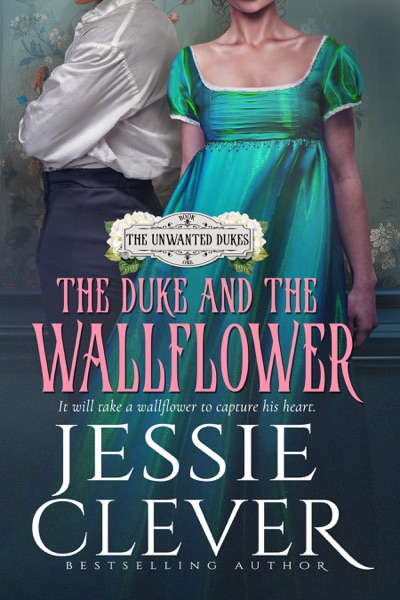 BOOK
THE UNWANTED DUKES
ONE
THE DUKE AND THE
WALLFLOWER
It will take a wallflower to capture his heart.
JESSIE
CLEVER
BESTSELLING AUTHOR